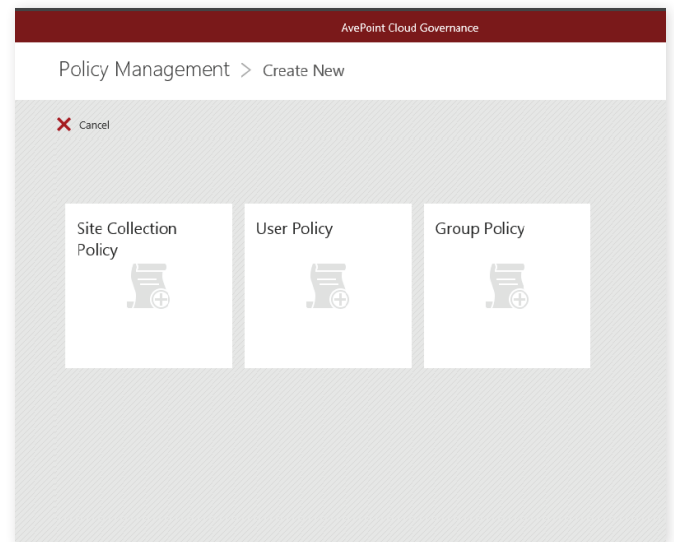 AvePoint Cloud Governance
Policy Management > Create New
Cancel
Site Collection
Policy
User Policy
Group Policy